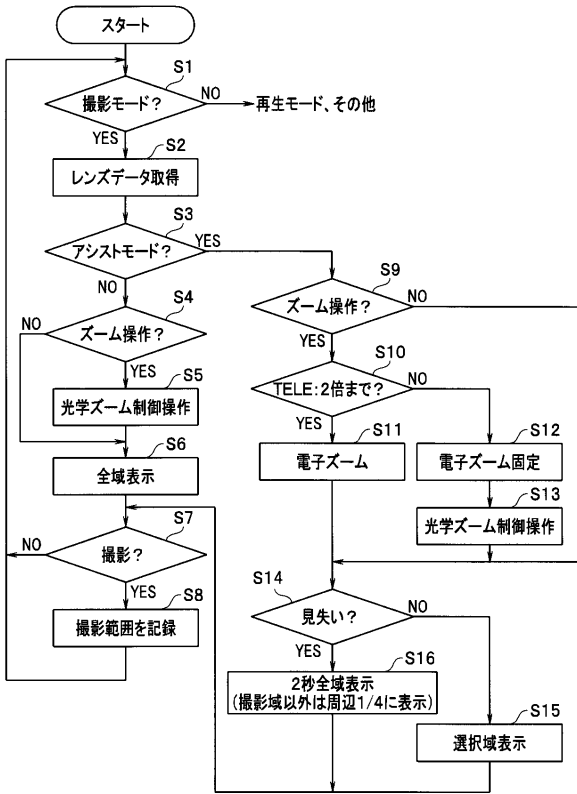 スタート
S1
撮影モード?
NO
再生モード、その他
YES
S2
レンズデータ取得
S3
アシストモード?
YES
NO
S4
ズーム操作?
NO
YES
S5
光学ズーム制御操作
S6
全域表示
S7
撮影?
NO
YES
S8
撮影範囲を記録
S9
ズーム操作?
NO
YES
S10
TELE:2倍まで?
NO
YES
S11
電子ズーム
S12
電子ズーム固定
S13
光学ズーム制御操作
S14
見失い?
NO
YES
S16
2秒全域表示
(撮影域以外は周辺1/4に表示)
S15
選択域表示